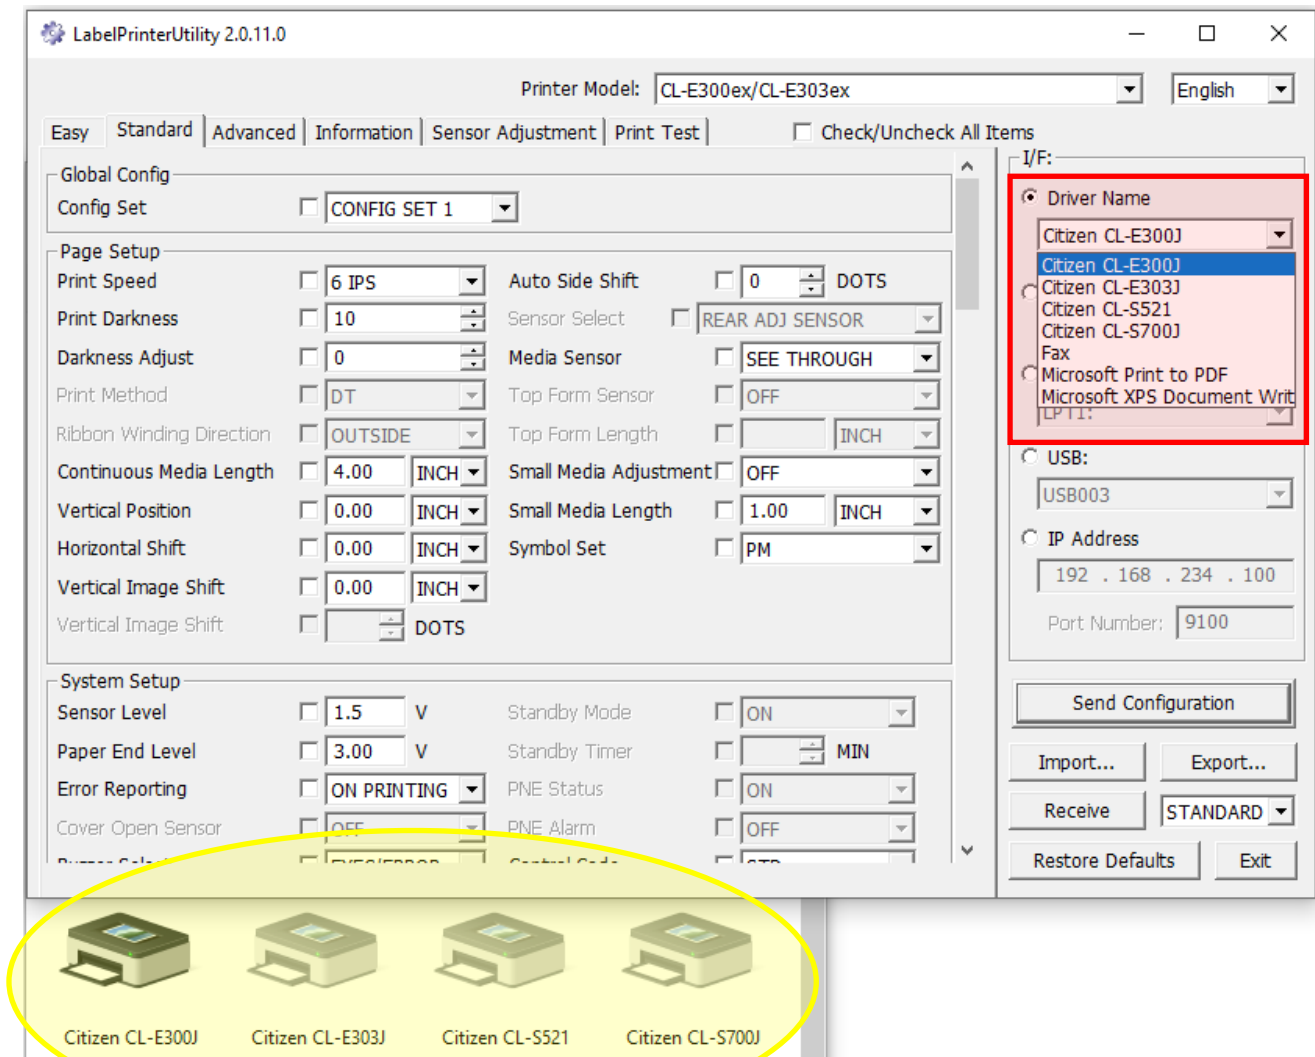 LabelPrinterUtility 2.0.11.0
Printer Model: CL-E300ex/CL-E303ex English
Easy Standard Advanced Information Sensor Adjustment Print Test Check/Uncheck All Items
Global Config
Config Set CONFIG SET 1
Page Setup
Print Speed 6 IPS Auto Side Shift 0 DOTS
Print Darkness 10 Sensor Select REAR ADJ SENSOR
Darkness Adjust 0 Media Sensor SEE THROUGH
Print Method DT Top Form Sensor OFF
Ribbon Winding Direction OUTSIDE Top Form Length INCH
Continuous Media Length 4.00 INCH Small Media Adjustment OFF
Vertical Position 0.00 INCH Small Media Length 1.00 INCH
Horizontal Shift 0.00 INCH Symbol Set PM
Vertical Image Shift 0.00 INCH
Vertical Image Shift DOTS
System Setup
Sensor Level 1.5 V Standby Mode ON
Paper End Level 3.00 V Standby Timer MIN
Error Reporting ON PRINTING PNE Status ON
Cover Open Sensor OFF PNE Alarm OFF
Control Code STD
I/F:
Driver Name
Citizen CL-E300J
Citizen CL-E300J
Citizen CL-E303J
Citizen CL-S521
Citizen CL-S700J
Fax
Microsoft Print to PDF
Microsoft XPS Document Writ
LPT1:
USB:
USB003
IP Address
192 . 168 . 234 . 100
Port Number: 9100
Send Configuration
Import... Export...
Receive STANDARD
Restore Defaults Exit
Citizen CL-E300J Citizen CL-E303J Citizen CL-S521 Citizen CL-S700J